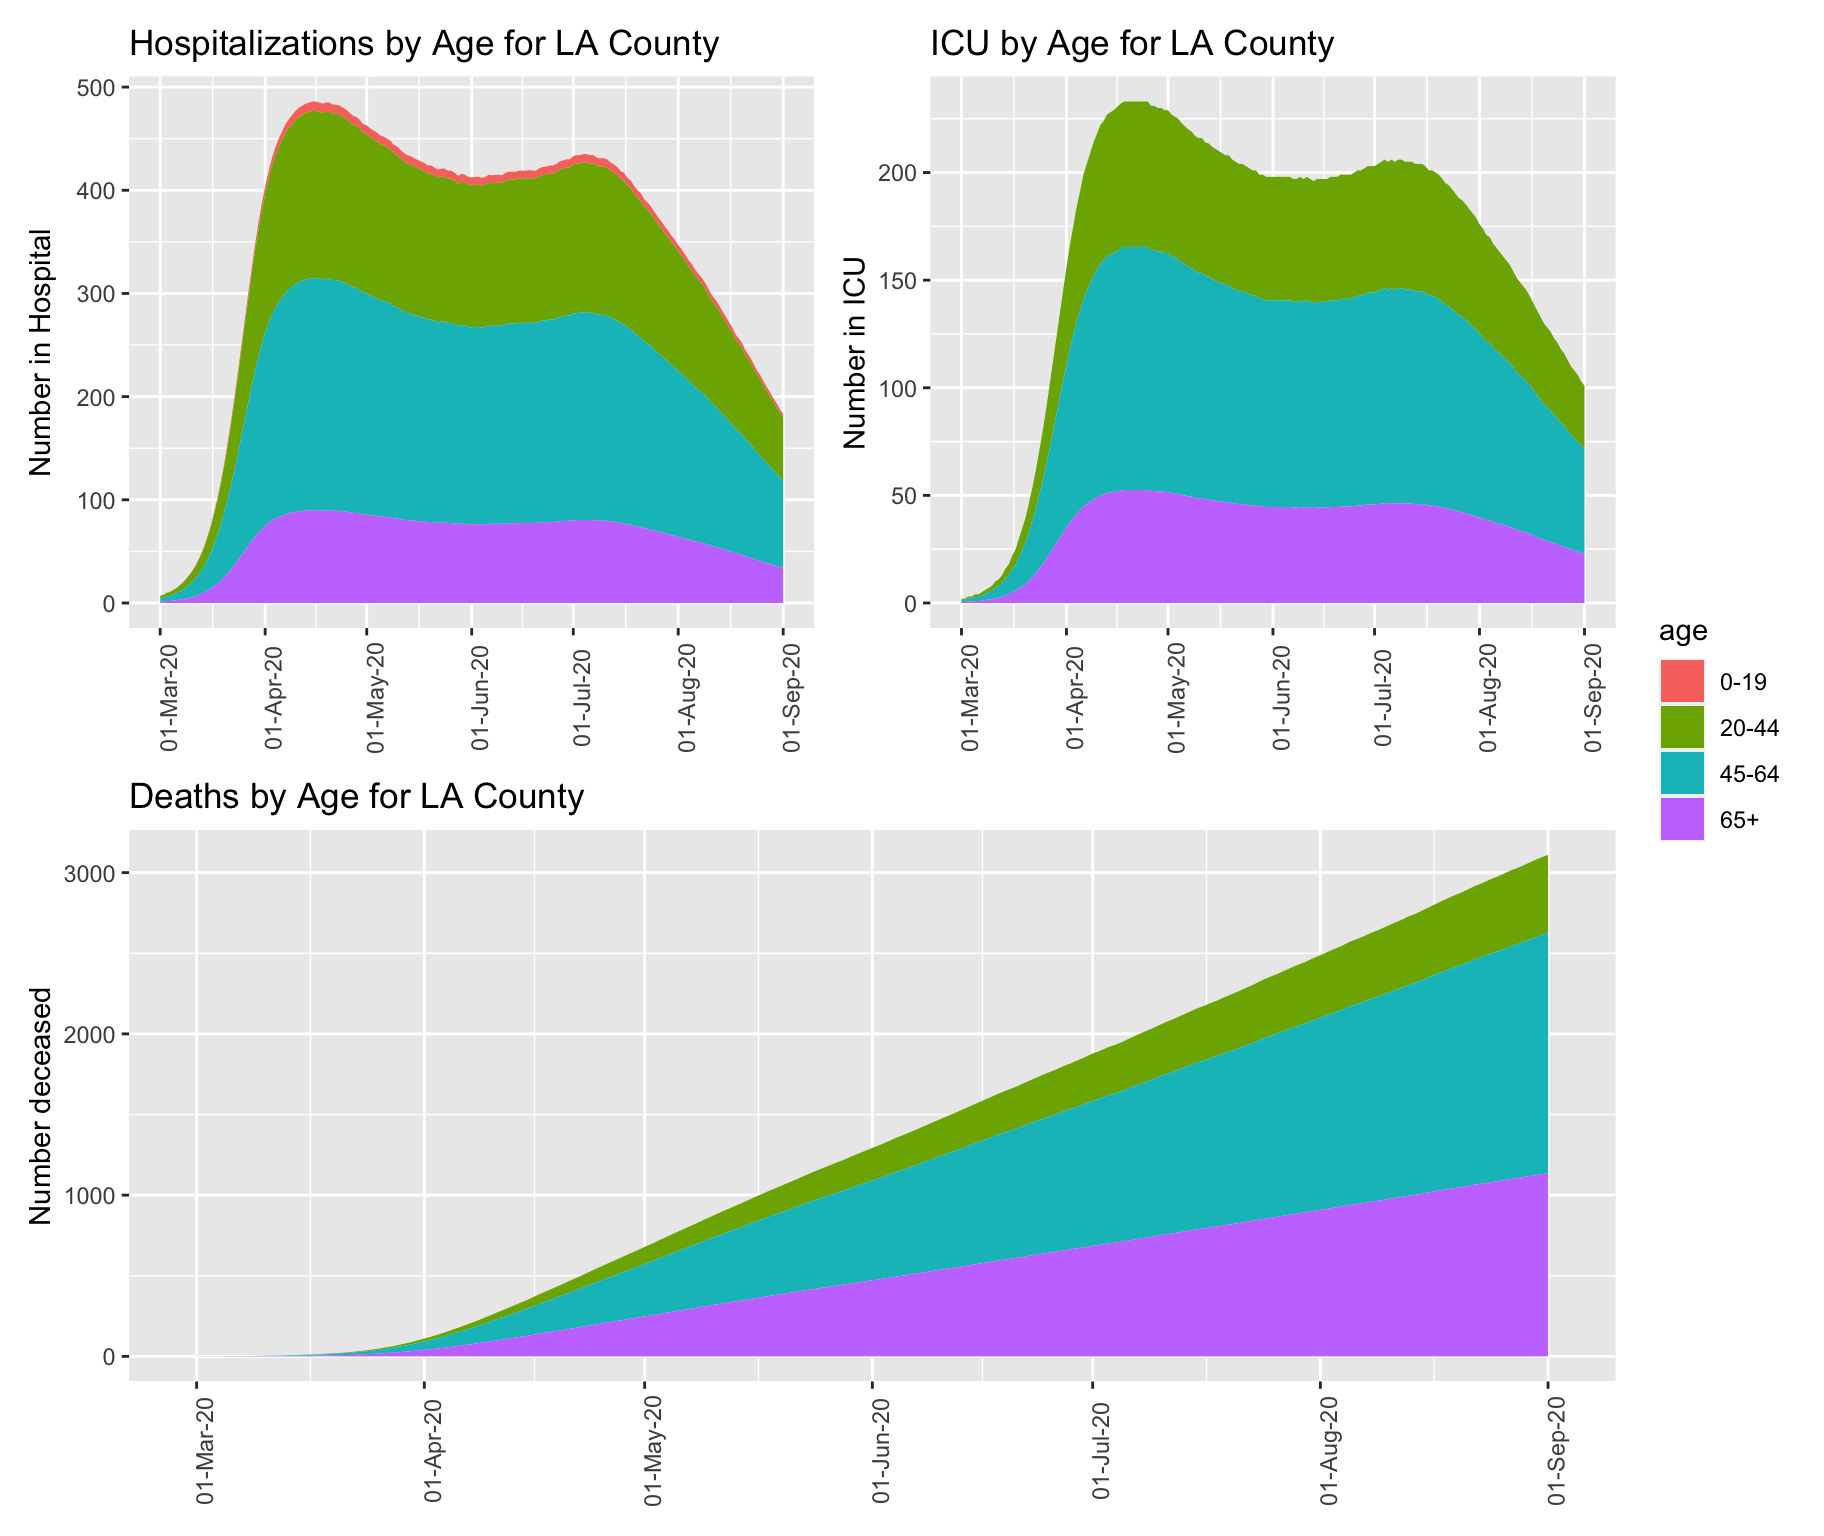 Hospitalizations by Age for LA County
Number in Hospital
500
400
300
200
100
0
01-Mar-20
01-Apr-20
01-May-20
01-Jun-20
01-Jul-20
01-Aug-20
01-Sep-20
ICU by Age for LA County
Number in ICU
200
150
100
50
0
01-Mar-20
01-Apr-20
01-May-20
01-Jun-20
01-Jul-20
01-Aug-20
01-Sep-20
age
0-19
20-44
45-64
65+
Deaths by Age for LA County
Number deceased
3000
2000
1000
0
01-Mar-20
01-Apr-20
01-May-20
01-Jun-20
01-Jul-20
01-Aug-20
01-Sep-20